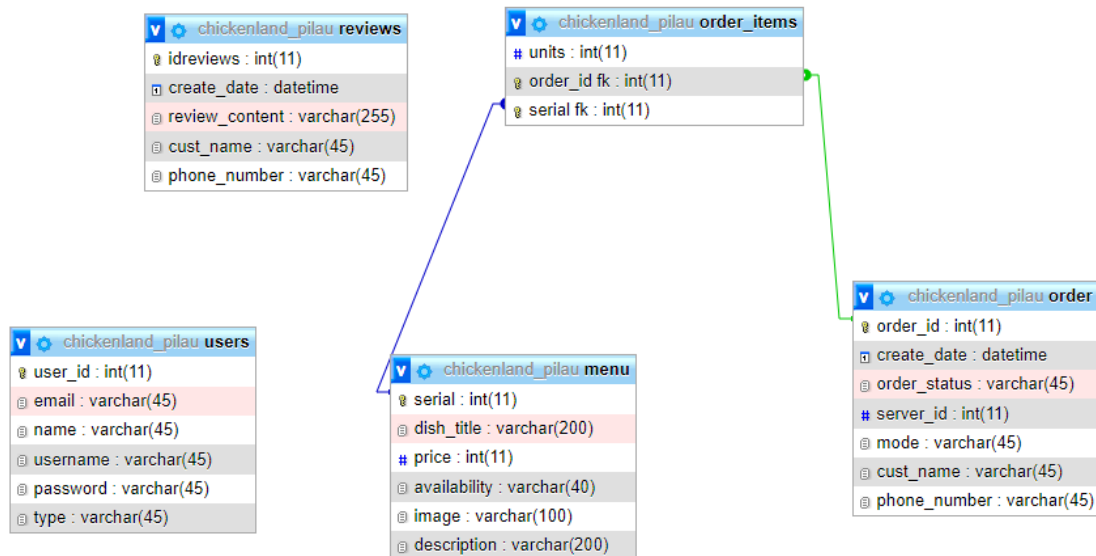 chickenland_pilau reviews
idreviews : int(11)
create_date : datetime
review_content : varchar(255)
cust_name : varchar(45)
phone_number : varchar(45)
chickenland_pilau order_items
# units : int(11)
order_id fk : int(11)
serial fk : int(11)
chickenland_pilau users
user_id : int(11)
email : varchar(45)
name : varchar(45)
username : varchar(45)
password : varchar(45)
type : varchar(45)
chickenland_pilau menu
serial : int(11)
dish_title : varchar(200)
# price : int(11)
availability : varchar(40)
image : varchar(100)
description : varchar(200)
chickenland_pilau order
order_id : int(11)
create_date : datetime
order_status : varchar(45)
# server_id : int(11)
mode : varchar(45)
cust_name : varchar(45)
phone_number : varchar(45)